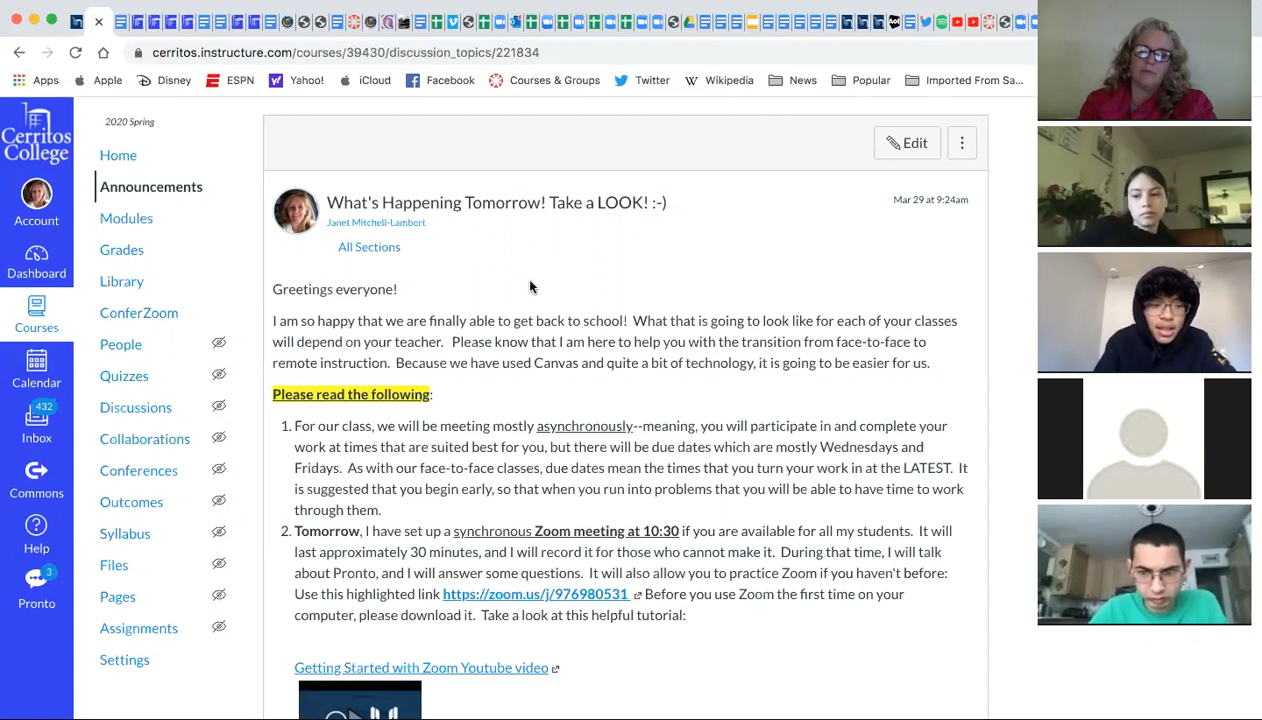 cerritos.instructure.com/courses/39430/discussion_topics/221834
Apps
Apple
Disney
ESPN
Yahoo!
iCloud
Facebook
Courses & Groups
Twitter
Wikipedia
News
Popular
Imported From Sa...
Cerritos
College
Account
Dashboard
Courses
Calendar
432
Inbox
Commons
Help
3
Pronto
2020 Spring
Home
Announcements
Modules
Grades
Library
ConferZoom
People
Quizzes
Discussions
Collaborations
Conferences
Outcomes
Syllabus
Files
Pages
Assignments
Settings
Edit
What's Happening Tomorrow! Take a LOOK! :-)
Mar 29 at 9:24am
Janet Mitchell-Lambert
All Sections
Greetings everyone!
I am so happy that we are finally able to get back to school!  What that is going to look like for each of your classes
will depend on your teacher.  Please know that I am here to help you with the transition from face-to-face to
remote instruction.  Because we have used Canvas and quite a bit of technology, it is going to be easier for us.
Please read the following:
1. For our class, we will be meeting mostly asynchronously--meaning, you will participate in and complete your
work at times that are suited best for you, but there will be due dates which are mostly Wednesdays and
Fridays.  As with our face-to-face classes, due dates mean the times that you turn your work in at the LATEST.  It
is suggested that you begin early, so that when you run into problems that you will be able to have time to work
through them.
2. Tomorrow, I have set up a synchronous Zoom meeting at 10:30 if you are available for all my students.  It will
last approximately 30 minutes, and I will record it for those who cannot make it.  During that time, I will talk
about Pronto, and I will answer some questions.  It will also allow you to practice Zoom if you haven't before:
Use this highlighted link https://zoom.us/j/976980531 Before you use Zoom the first time on your
computer, please download it.  Take a look at this helpful tutorial:
Getting Started with Zoom Youtube video